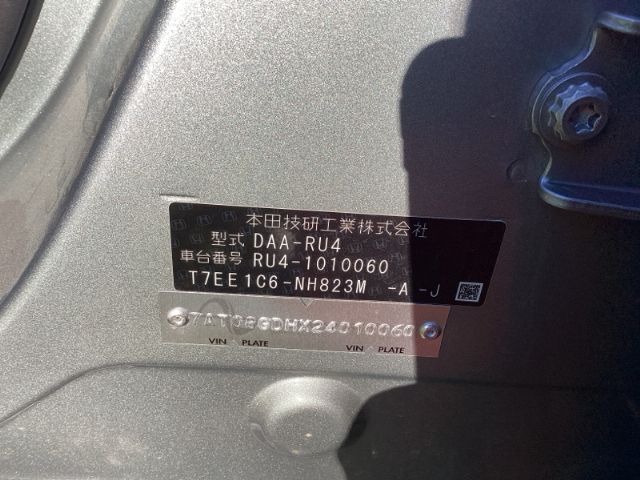 本田技研工業株式会社
型式 DAA-RU4
車台番号 RU4-1010060
T7EE1C6-NH823M -A -J
7AT08GDHX24010060
VIN PLATE VIN PLATE